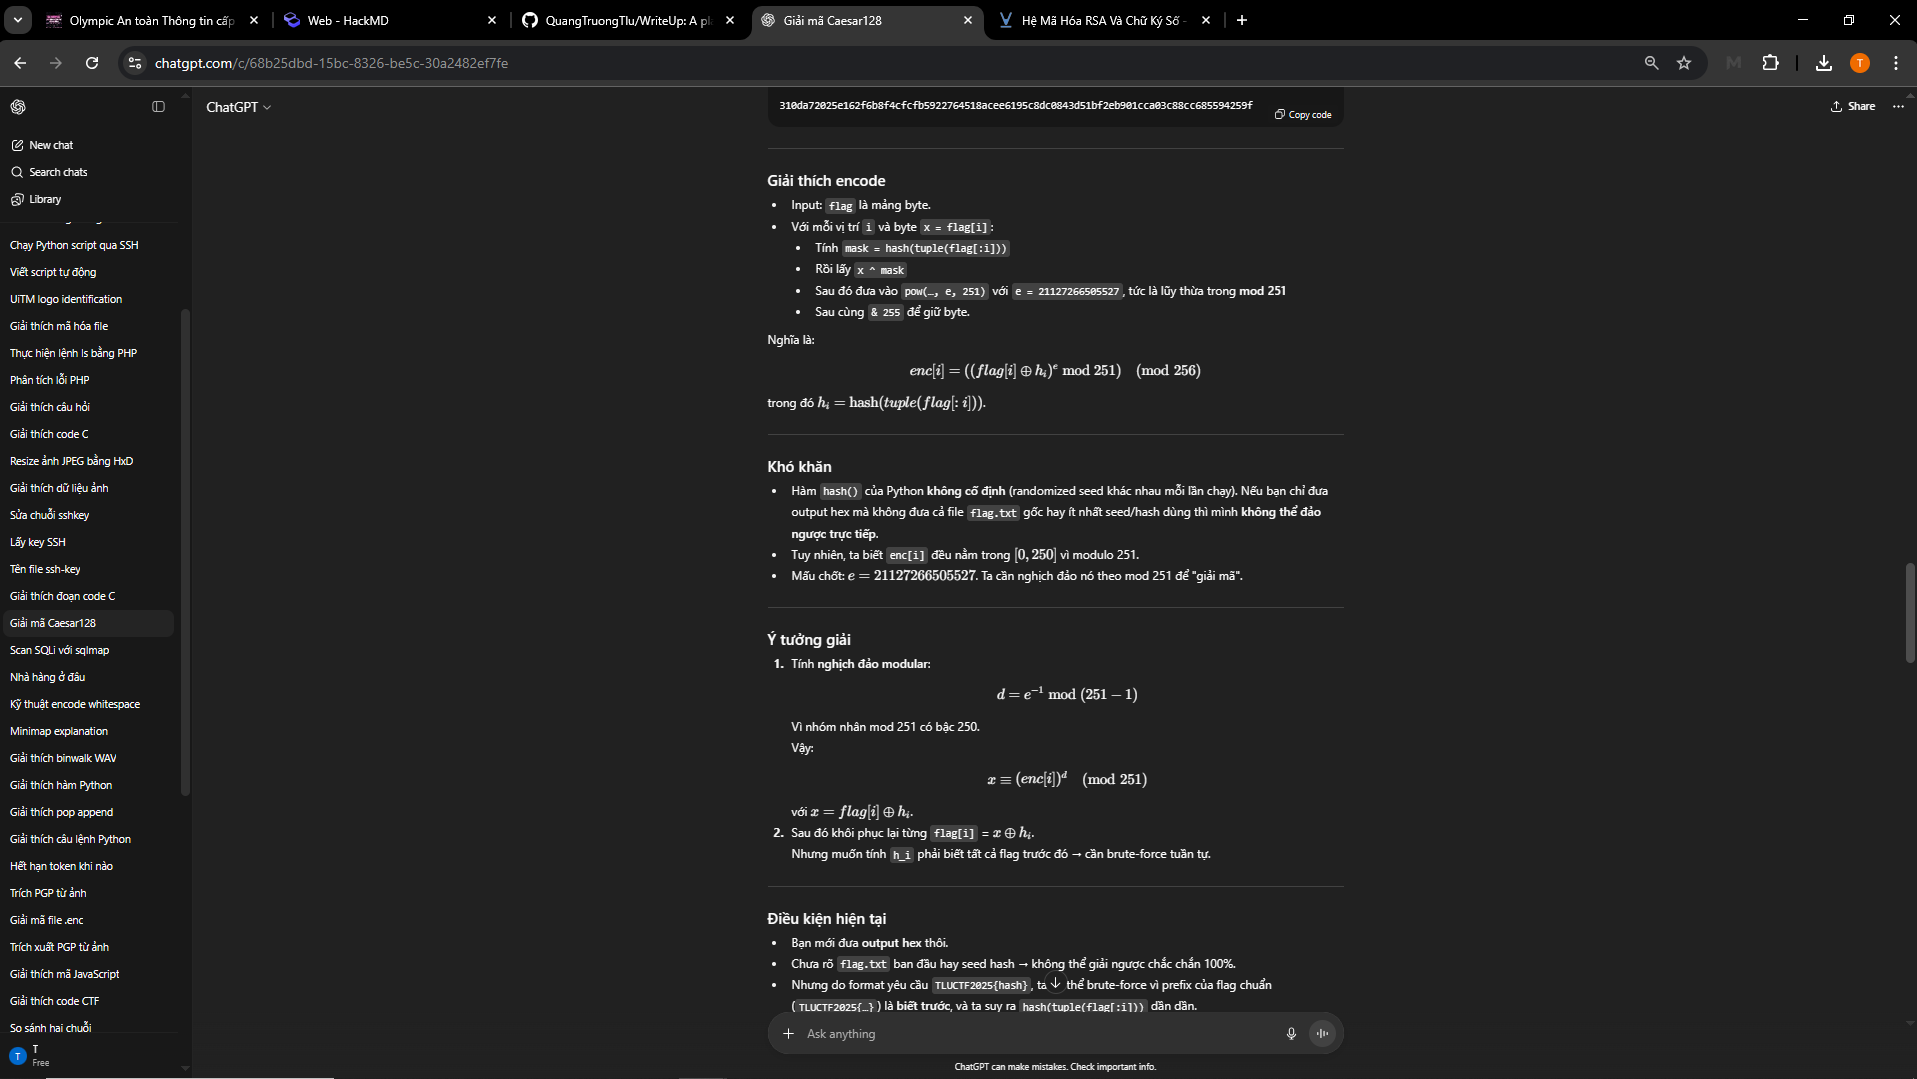 Olympic An toàn Thông tin cấp
Web - HackMD
QuangTruongTlu/WriteUp: A pl
Giải mã Caesar128
Hệ Mã Hóa RSA Và Chữ Ký Số -
chatgpt.com/c/68b25dbd-15bc-8326-be5c-30a2482ef7fe
T
ChatGPT
Share
New chat
Search chats
Library
Chạy Python script qua SSH
Viết script tự động
UiTM logo identification
Giải thích mã hóa file
Thực hiện lệnh ls bằng PHP
Phân tích lỗi PHP
Giải thích câu hỏi
Giải thích code C
Resize ảnh JPEG bằng HxD
Giải thích dữ liệu ảnh
Sửa chuỗi sshkey
Lấy key SSH
Tên file ssh-key
Giải thích đoạn code C
Giải mã Caesar128
Scan SQLi với sqlmap
Nhà hàng ở đâu
Kỹ thuật encode whitespace
Minimap explanation
Giải thích binwalk WAV
Giải thích hàm Python
Giải thích pop append
Giải thích câu lệnh Python
Hết hạn token khi nào
Trích PGP từ ảnh
Giải mã file .enc
Trích xuất PGP từ ảnh
Giải thích mã JavaScript
Giải thích code CTF
So sánh hai chuỗi
T
T
Free
310da72025e162f6b8f4cfcfb5922764518acee6195c8dc0843d51bf2eb901cca03c88cc685594259f
Copy code
Giải thích encode
• Input: flag là mảng byte.
• Với mỗi vị trí i và byte x = flag[i]:
• Tính mask = hash(tuple(flag[:i]))
• Rồi lấy x ^ mask
• Sau đó đưa vào pow(…, e, 251) với e = 21127266505527, tức là lũy thừa trong mod 251
• Sau cùng & 255 để giữ byte.
Nghĩa là:
enc[i] = ((flag[i] ⊕ hᵢ)ᵉ mod 251) (mod 256)
trong đó hᵢ = hash(tuple(flag[: i])).
Khó khăn
• Hàm hash() của Python không cố định (randomized seed khác nhau mỗi lần chạy). Nếu bạn chỉ đưa
output hex mà không đưa cả file flag.txt gốc hay ít nhất seed/hash dùng thì mình không thể đảo
ngược trực tiếp.
• Tuy nhiên, ta biết enc[i] đều nằm trong [0, 250] vì modulo 251.
• Mấu chốt: e = 21127266505527. Ta cần nghịch đảo nó theo mod 251 để "giải mã".
Ý tưởng giải
1. Tính nghịch đảo modular:
d = e⁻¹ mod (251 − 1)
Vì nhóm nhân mod 251 có bậc 250.
Vậy:
x ≡ (enc[i])ᵈ (mod 251)
với x = flag[i] ⊕ hᵢ.
2. Sau đó khôi phục lại từng flag[i] = x ⊕ hᵢ.
Nhưng muốn tính h_i phải biết tất cả flag trước đó → cần brute-force tuần tự.
Điều kiện hiện tại
• Bạn mới đưa output hex thôi.
• Chưa rõ flag.txt ban đầu hay seed hash → không thể giải ngược chắc chắn 100%.
• Nhưng do format yêu cầu TLUCTF2025{hash}, ta thể brute-force vì prefix của flag chuẩn
(TLUCTF2025{…}) là biết trước, và ta suy ra hash(tuple(flag[:i])) dần dần.
Ask anything
ChatGPT can make mistakes. Check important info.